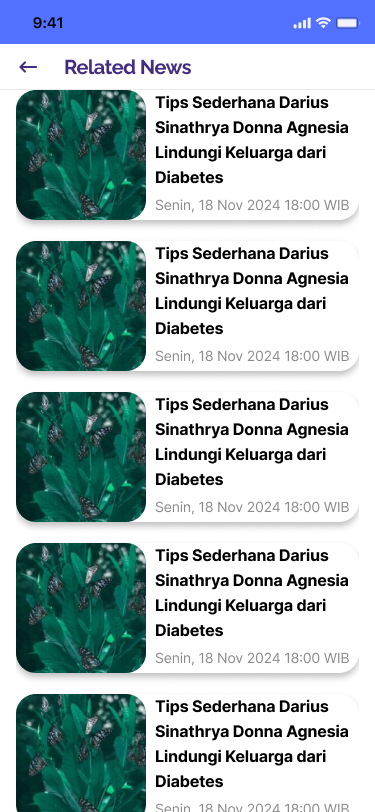 9:41
Related News
Tips Sederhana Darius
Sinathrya Donna Agnesia
Lindungi Keluarga dari
Diabetes
Senin, 18 Nov 2024 18:00 WIB
Tips Sederhana Darius
Sinathrya Donna Agnesia
Lindungi Keluarga dari
Diabetes
Senin, 18 Nov 2024 18:00 WIB
Tips Sederhana Darius
Sinathrya Donna Agnesia
Lindungi Keluarga dari
Diabetes
Senin, 18 Nov 2024 18:00 WIB
Tips Sederhana Darius
Sinathrya Donna Agnesia
Lindungi Keluarga dari
Diabetes
Senin, 18 Nov 2024 18:00 WIB
Tips Sederhana Darius
Sinathrya Donna Agnesia
Lindungi Keluarga dari
Diabetes
Senin, 18 Nov 2024 18:00 WIB